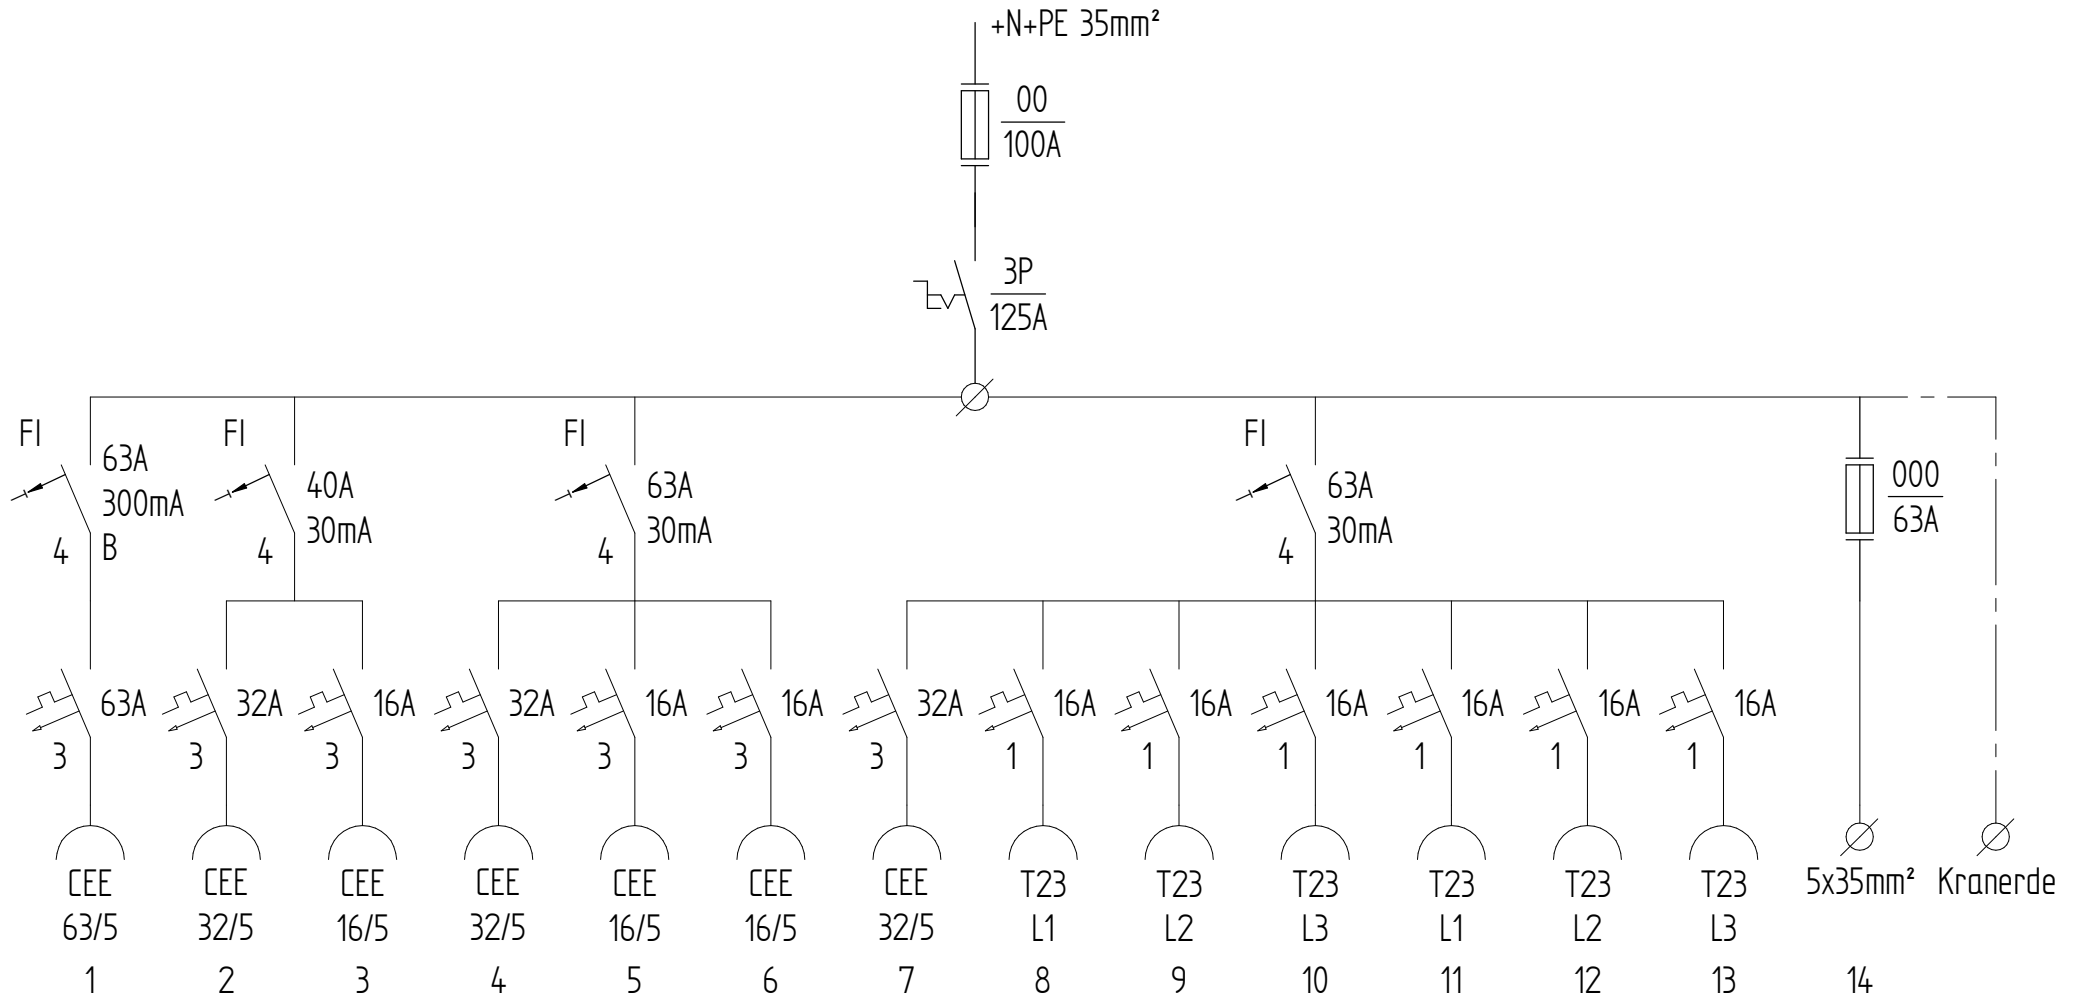 +N+PE 35mm²
00
100A
3P
125A
FI
63A
300mA
4
B
FI
40A
30mA
4
FI
63A
30mA
4
FI
63A
30mA
4
000
63A
63A
3
32A
3
16A
3
32A
3
16A
3
16A
3
32A
3
16A
1
16A
1
16A
1
16A
1
16A
1
16A
1
CEE CEE CEE CEE CEE CEE CEE T23 T23 T23 T23 T23 T23 5x35mm² Kranerde
63/5 32/5 16/5 32/5 16/5 16/5 32/5 L1 L2 L3 L1 L2 L3
1 2 3 4 5 6 7 8 9 10 11 12 13 14